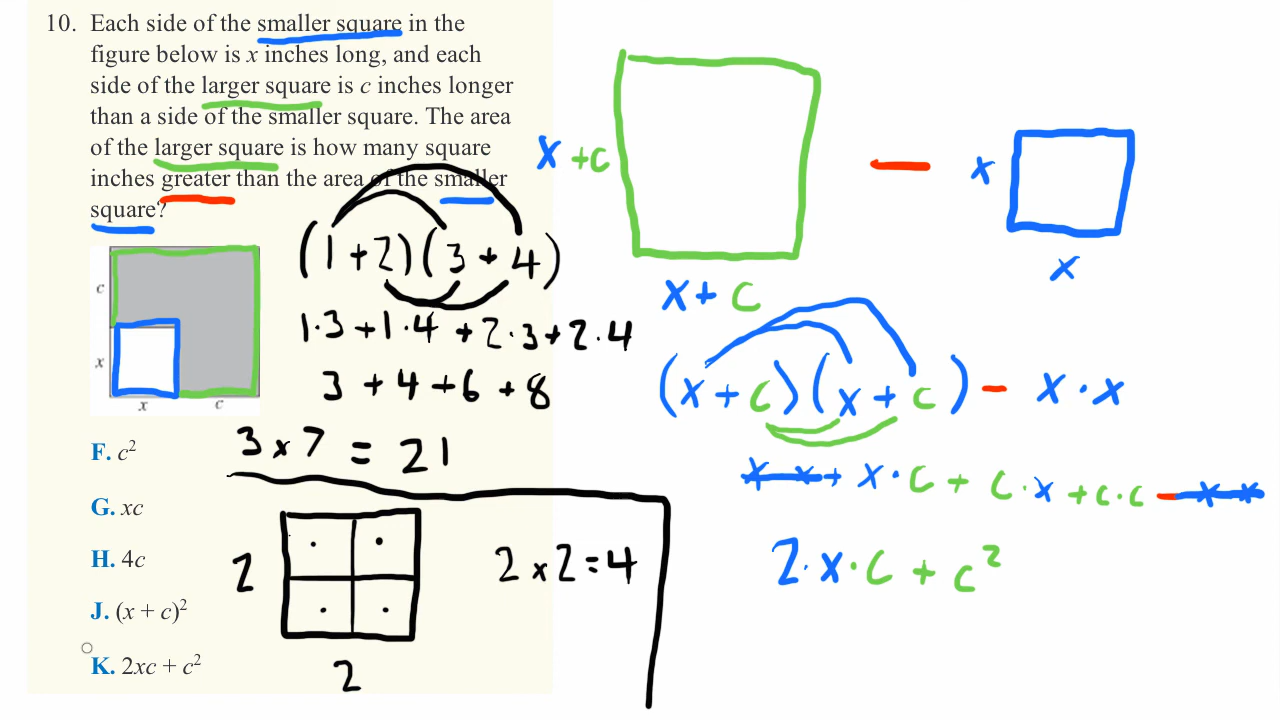 10. Each side of the smaller square in the
figure below is x inches long, and each
side of the larger square is c inches longer
than a side of the smaller square. The area
of the larger square is how many square
inches greater than the area of the smaller
square?
c
x
x
c
F. c²
G. xc
H. 4c
J. (x + c)²
K. 2xc + c²
(1+2)(3+4)
1·3+1·4+2·3+2·4
3+4+6+8
3 x 7 = 21
2
2
2 x 2 = 4
x + c
x + c
—
x
x
(x + c)(x + c) - x · x
x · x + x · c + c · x + c · c - x · x
2 · x · c + c²